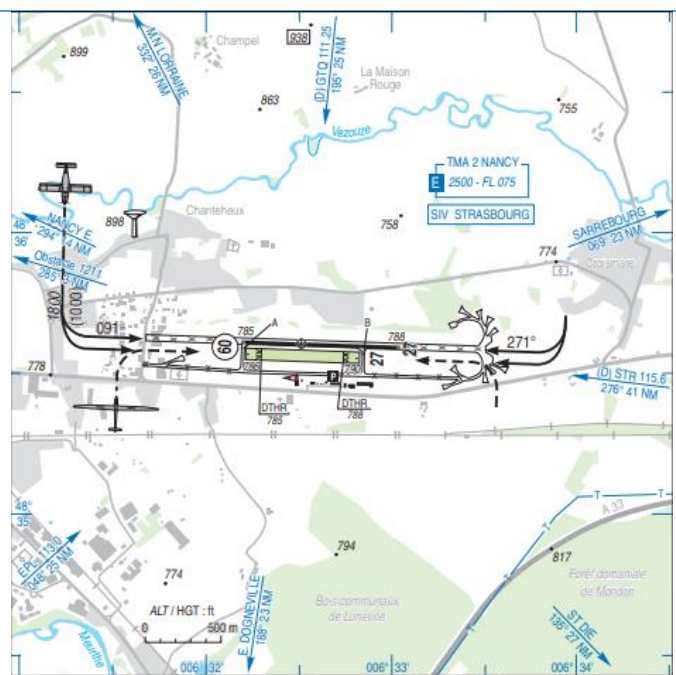 899
Champel
938
M.N LORRAINE
332° 26 NM
(D) GTQ 111.25
195° 25 NM
La Maison
Rouge
863
755
Vezouze
TMA 2 NANCY
E 2500 - FL 075
SIV STRASBOURG
Chanteheux
898
758
48°
36'
NANCY E.
294° 14 NM
Obstacle 1211
SARREBOURG
069° 23 NM
774
Croismare
1800
(1000)
091
785
A
B
788
271°
09
27
27
778
786
790
P
DTHR
785
DTHR
788
(D) STR 115.6
276° 41 NM
48°
35'
EPL 113.0
048° 25 NM
794
A 33
T
T
T
817
774
Forêt domaniale
de Mondon
Bois communaux
de Lunéville
ALT / HGT : ft
0
500 m
E. DOGNEVILLE
188° 23 NM
ST DIE
135° 27 NM
Meurthe
006° 32'
006° 33'
006° 34'